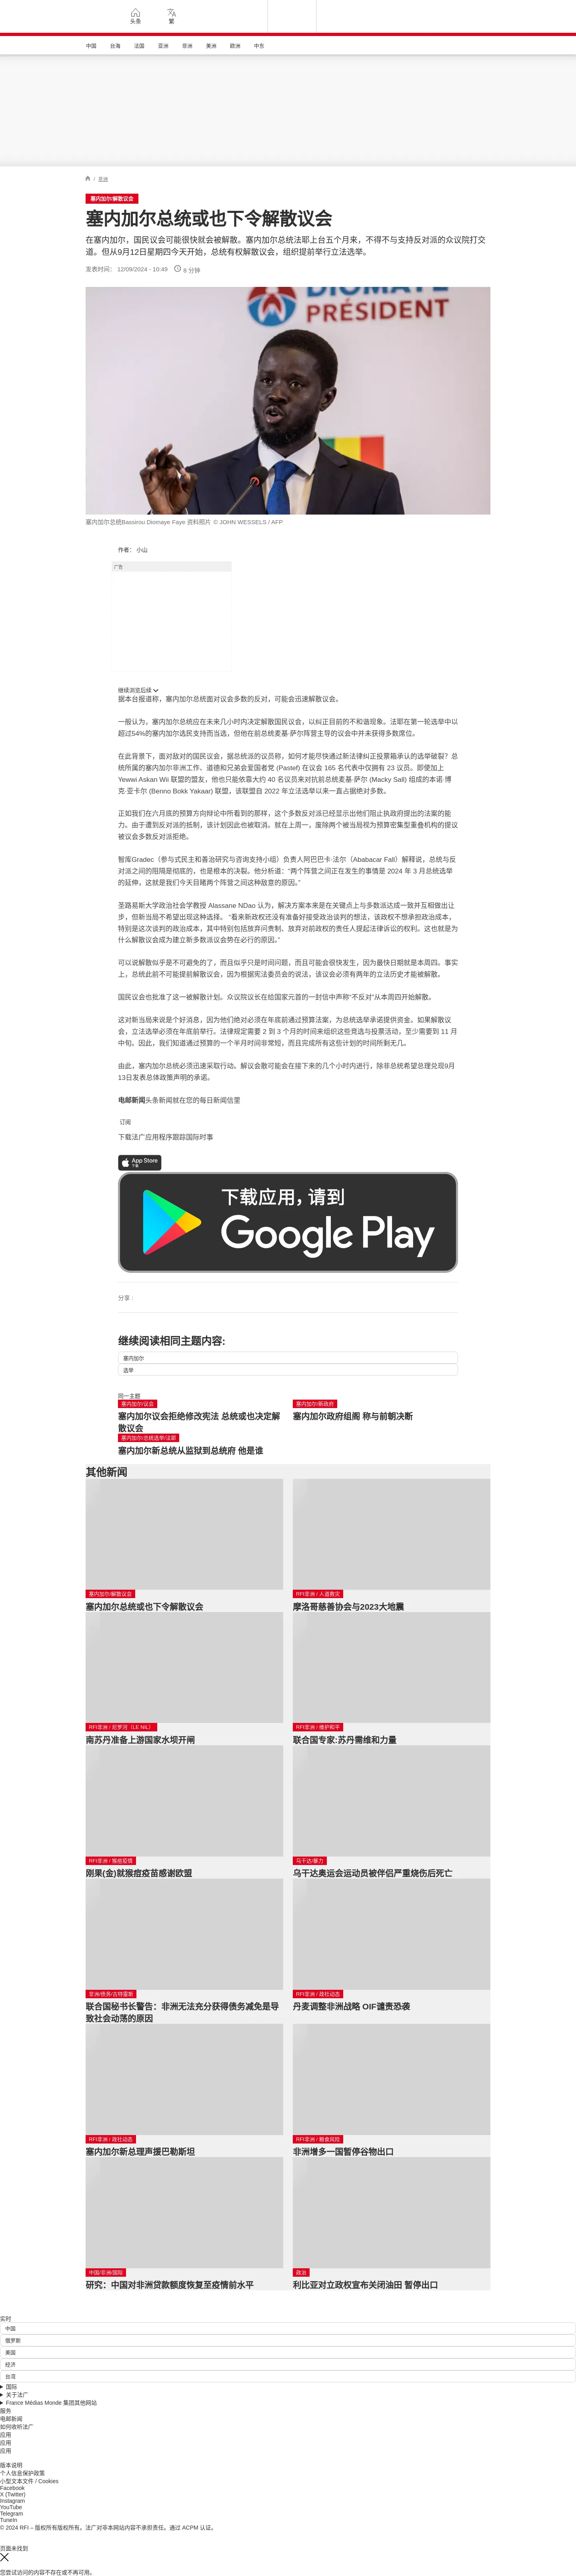 头条
繁
中国
台海
法国
亚洲
非洲
美洲
欧洲
中东
/ 非洲
塞内加尔/解散议会
塞内加尔总统或也下令解散议会
在塞内加尔，国民议会可能很快就会被解散。塞内加尔总统法耶上台五个月来，不得不与支持反对派的众议院打交道。但从9月12日星期四今天开始，总统有权解散议会，组织提前举行立法选举。
发表时间： 12/09/2024 - 10:49
8 分钟
DIOMAYE
PRÉSIDENT
塞内加尔总统Bassirou Diomaye Faye 资料照片 © JOHN WESSELS / AFP
作者： 小山
广告
继续浏览后续
据本台报道称，塞内加尔总统面对议会多数的反对，可能会迅速解散议会。
一般认为，塞内加尔总统应在未来几小时内决定解散国民议会，以纠正目前的不和谐现象。法耶在第一轮选举中以超过54%的塞内加尔选民支持而当选，但他在前总统麦基·萨尔阵营主导的议会中并未获得多数席位。
在此背景下，面对敌对的国民议会，据总统派的议员称，如何才能尽快通过新法律纠正投票箱承认的选举破裂？总统所属的塞内加尔非洲工作、道德和兄弟会爱国者党 (Pastef) 在议会 165 名代表中仅拥有 23 议员。即使加上 Yewwi Askan Wii 联盟的盟友，他也只能依靠大约 40 名议员来对抗前总统麦基·萨尔 (Macky Sall) 组成的本诺·博克·亚卡尔 (Benno Bokk Yakaar) 联盟，该联盟自 2022 年立法选举以来一直占据绝对多数。
正如我们在六月底的预算方向辩论中所看到的那样，这个多数反对派已经显示出他们阻止执政府提出的法案的能力。由于遭到反对派的抵制，该计划因此也被取消。就在上周一，废除两个被当局视为预算密集型重叠机构的提议被议会多数反对派拒绝。
智库Gradec（参与式民主和善治研究与咨询支持小组）负责人阿巴巴卡·法尔（Ababacar Fall）解释说，总统与反对派之间的阻隔是彻底的，也是根本的决裂。他分析道：“两个阵营之间正在发生的事情是 2024 年 3 月总统选举的延伸，这就是我们今天目睹两个阵营之间这种敌意的原因。”
圣路易斯大学政治社会学教授 Alassane NDao 认为，解决方案本来是在关键点上与多数派达成一致并互相做出让步，但新当局不希望出现这种选择。 “看来新政权还没有准备好接受政治谈判的想法，该政权不想承担政治成本，特别是这次谈判的政治成本，其中特别包括放弃问责制、放弃对前政权的责任人提起法律诉讼的权利。这也就是为什么解散议会成为建立新多数派议会势在必行的原因。”
可以说解散似乎是不可避免的了，而且似乎只是时间问题，而且可能会很快发生，因为最快日期就是本周四。事实上，总统此前不可能提前解散议会，因为根据宪法委员会的说法，该议会必须有两年的立法历史才能被解散。
国民议会也批准了这一被解散计划。众议院议长在给国家元首的一封信中声称“不反对”从本周四开始解散。
这对新当局来说是个好消息，因为他们绝对必须在年底前通过预算法案，为总统选举承诺提供资金。如果解散议会，立法选举必须在年底前举行。法律规定需要 2 到 3 个月的时间来组织这些竞选与投票活动，至少需要到 11 月中旬。因此，我们知道通过预算的一个半月时间非常短，而且完成所有这些计划的时间所剩无几。
由此，塞内加尔总统必须迅速采取行动。解议会散可能会在接下来的几个小时内进行，除非总统希望总理兑现9月13日发表总体政策声明的承诺。
电邮新闻头条新闻就在您的每日新闻信里
订阅
下载法广应用程序跟踪国际时事
App Store
下载
下载应用，请到
Google Play
分享 :
继续阅读相同主题内容:
塞内加尔
选举
同一主题
塞内加尔/议会
塞内加尔议会拒绝修改宪法 总统或也决定解散议会
塞内加尔/新政府
塞内加尔政府组阁 称与前朝决断
塞内加尔/总统选举/法耶
塞内加尔新总统从监狱到总统府 他是谁
其他新闻
塞内加尔/解散议会
塞内加尔总统或也下令解散议会
RFI非洲 / 人道救灾
摩洛哥慈善协会与2023大地震
RFI非洲 / 尼罗河（LE NIL）
南苏丹准备上游国家水坝开闸
RFI非洲 / 维护和平
联合国专家:苏丹需维和力量
RFI非洲 / 猴痘疫情
刚果(金)就猴痘疫苗感谢欧盟
乌干达/暴力
乌干达奥运会运动员被伴侣严重烧伤后死亡
非洲/债务/古特雷斯
联合国秘书长警告：非洲无法充分获得债务减免是导致社会动荡的原因
RFI非洲 / 政社动态
丹麦调整非洲战略 OIF谴责恐袭
RFI非洲 / 政社动态
塞内加尔新总理声援巴勒斯坦
RFI非洲 / 粮食风控
非洲增多一国暂停谷物出口
中国/非洲/国际
研究：中国对非洲贷款额度恢复至疫情前水平
政治
利比亚对立政权宣布关闭油田 暂停出口
实时
中国
俄罗斯
美国
经济
台湾
国际
关于法广
France Médias Monde 集团其他网站
服务
电邮新闻
如何收听法广
应用
应用
应用
版本说明
个人信息保护政策
小型文本文件 / Cookies
Facebook
X (Twitter)
Instagram
YouTube
Telegram
TuneIn
© 2024 RFI – 版权所有版权所有。法广对非本网站内容不承担责任。通过 ACPM 认证。
页面未找到
您尝试访问的内容不存在或不再可用。